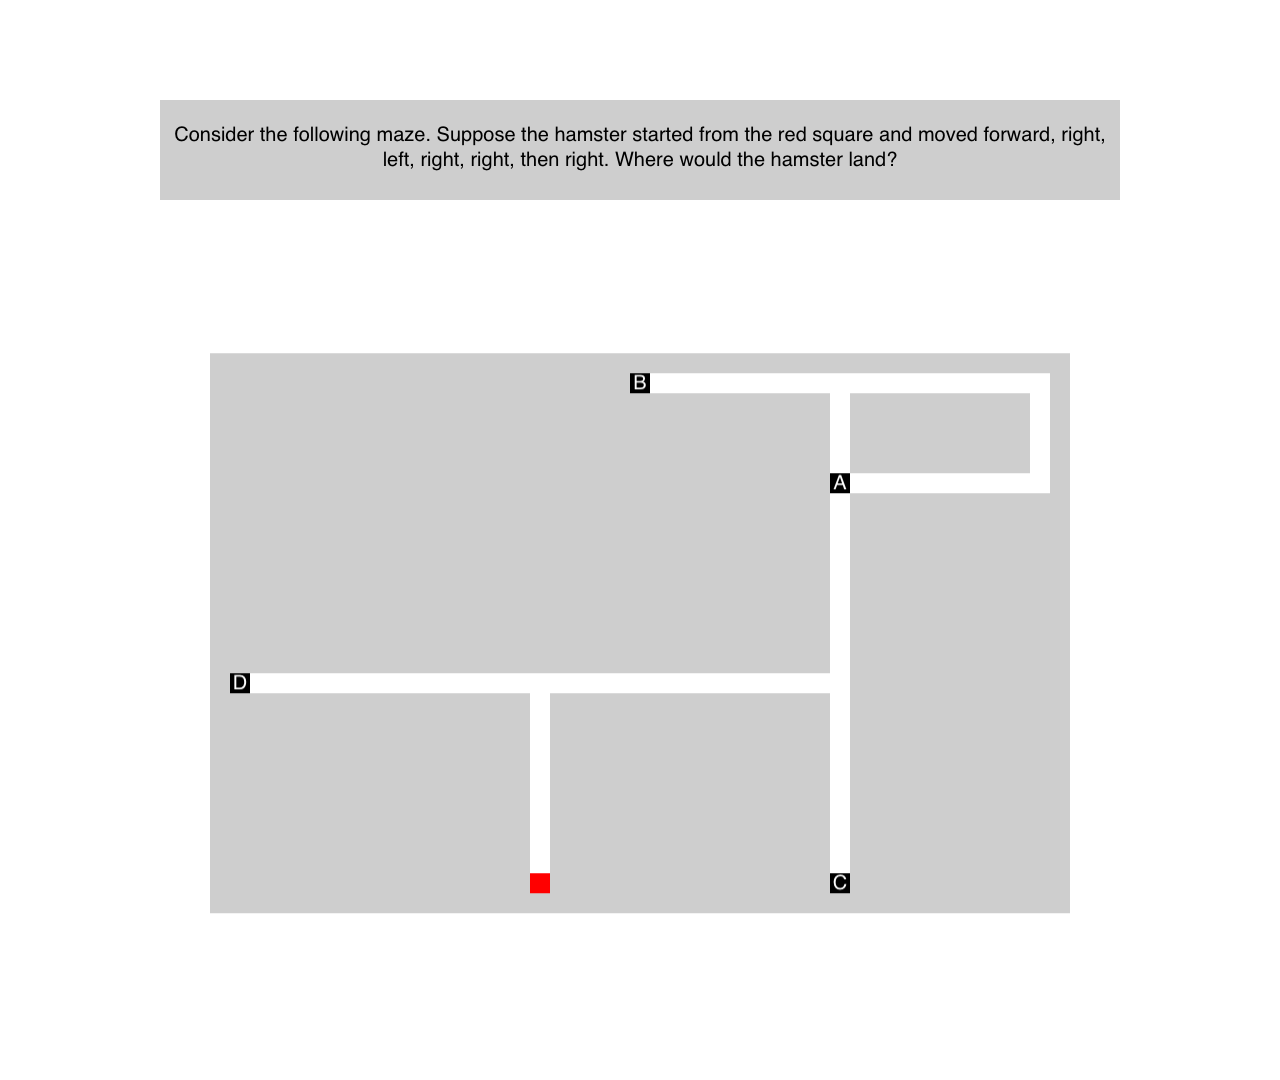 Consider the following maze. Suppose the hamster started from the red square and moved forward, right,
left, right, right, then right. Where would the hamster land?
B
A
D
C